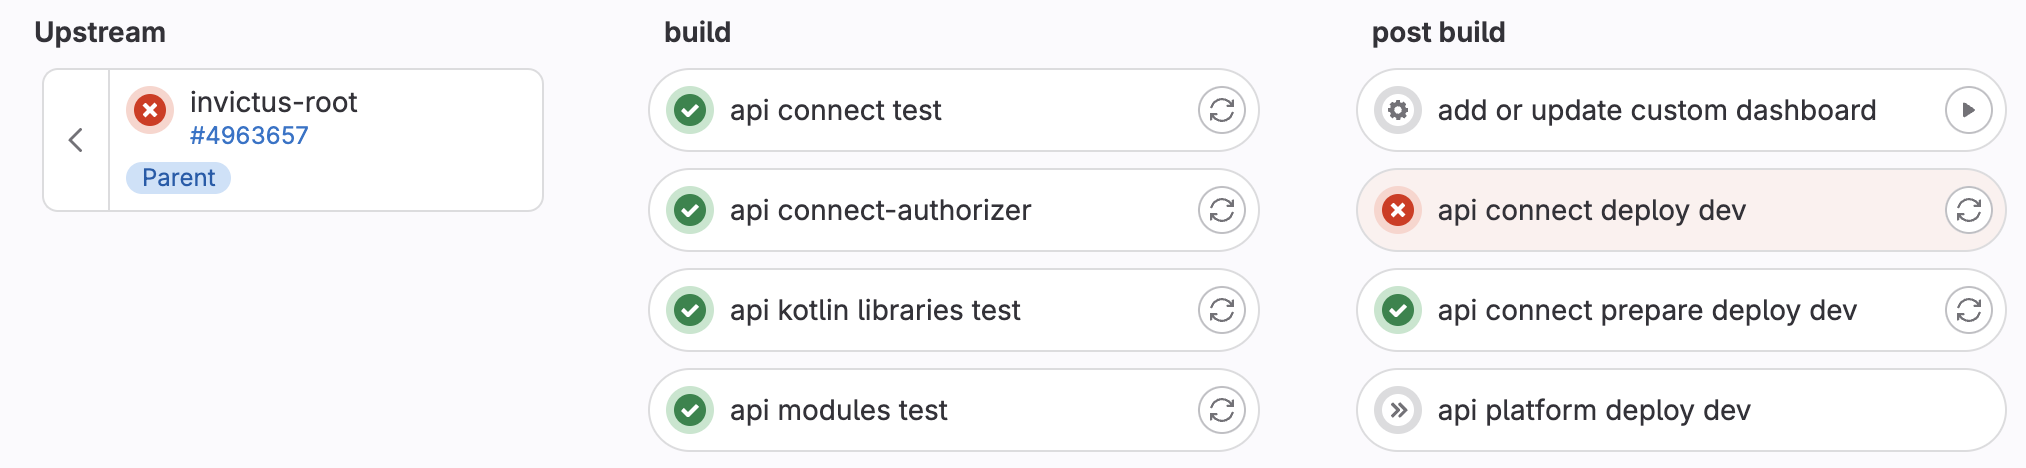 Upstream
invictus-root
#4963657
Parent
build
api connect test
api connect-authorizer
api kotlin libraries test
api modules test
post build
add or update custom dashboard
api connect deploy dev
api connect prepare deploy dev
api platform deploy dev